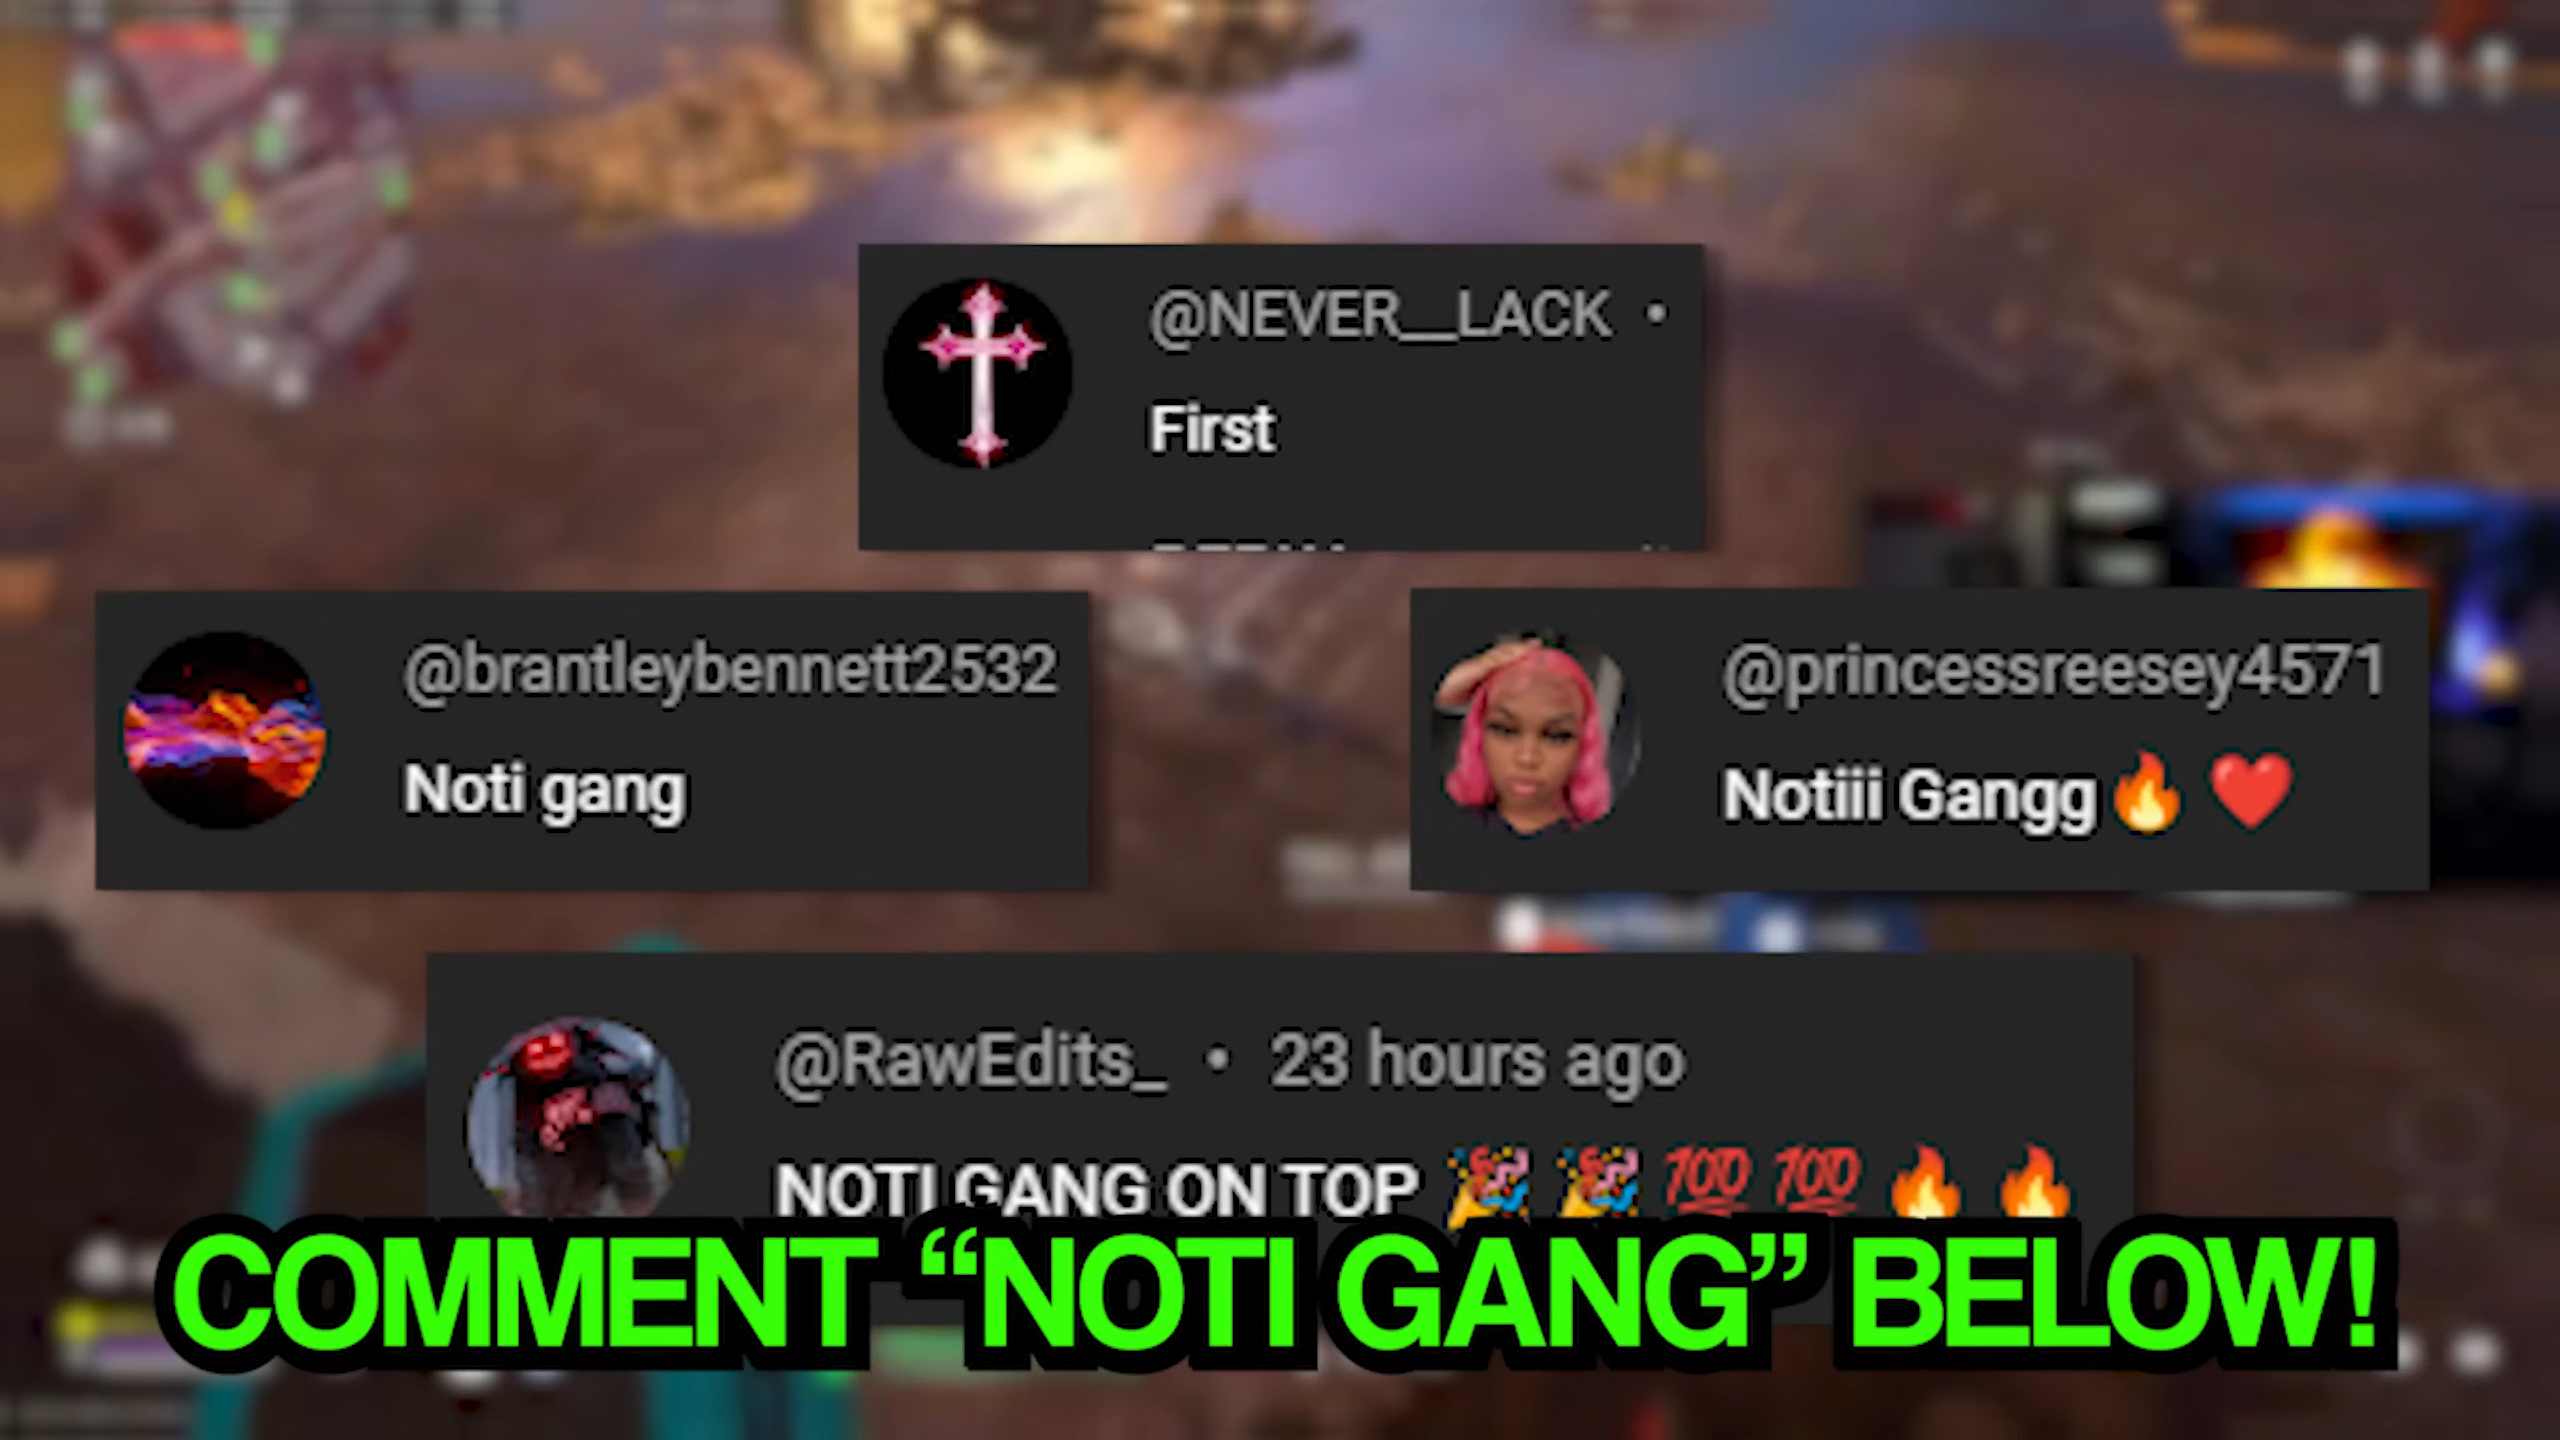 @NEVER__LACK •
First
@brantleybennett2532
Noti gang
@princessreesey4571
Notiii Gangg🔥 ❤️
@RawEdits_ • 23 hours ago
NOTI GANG ON TOP 🎉 🎉 💯 💯 🔥 🔥
COMMENT “NOTI GANG” BELOW!